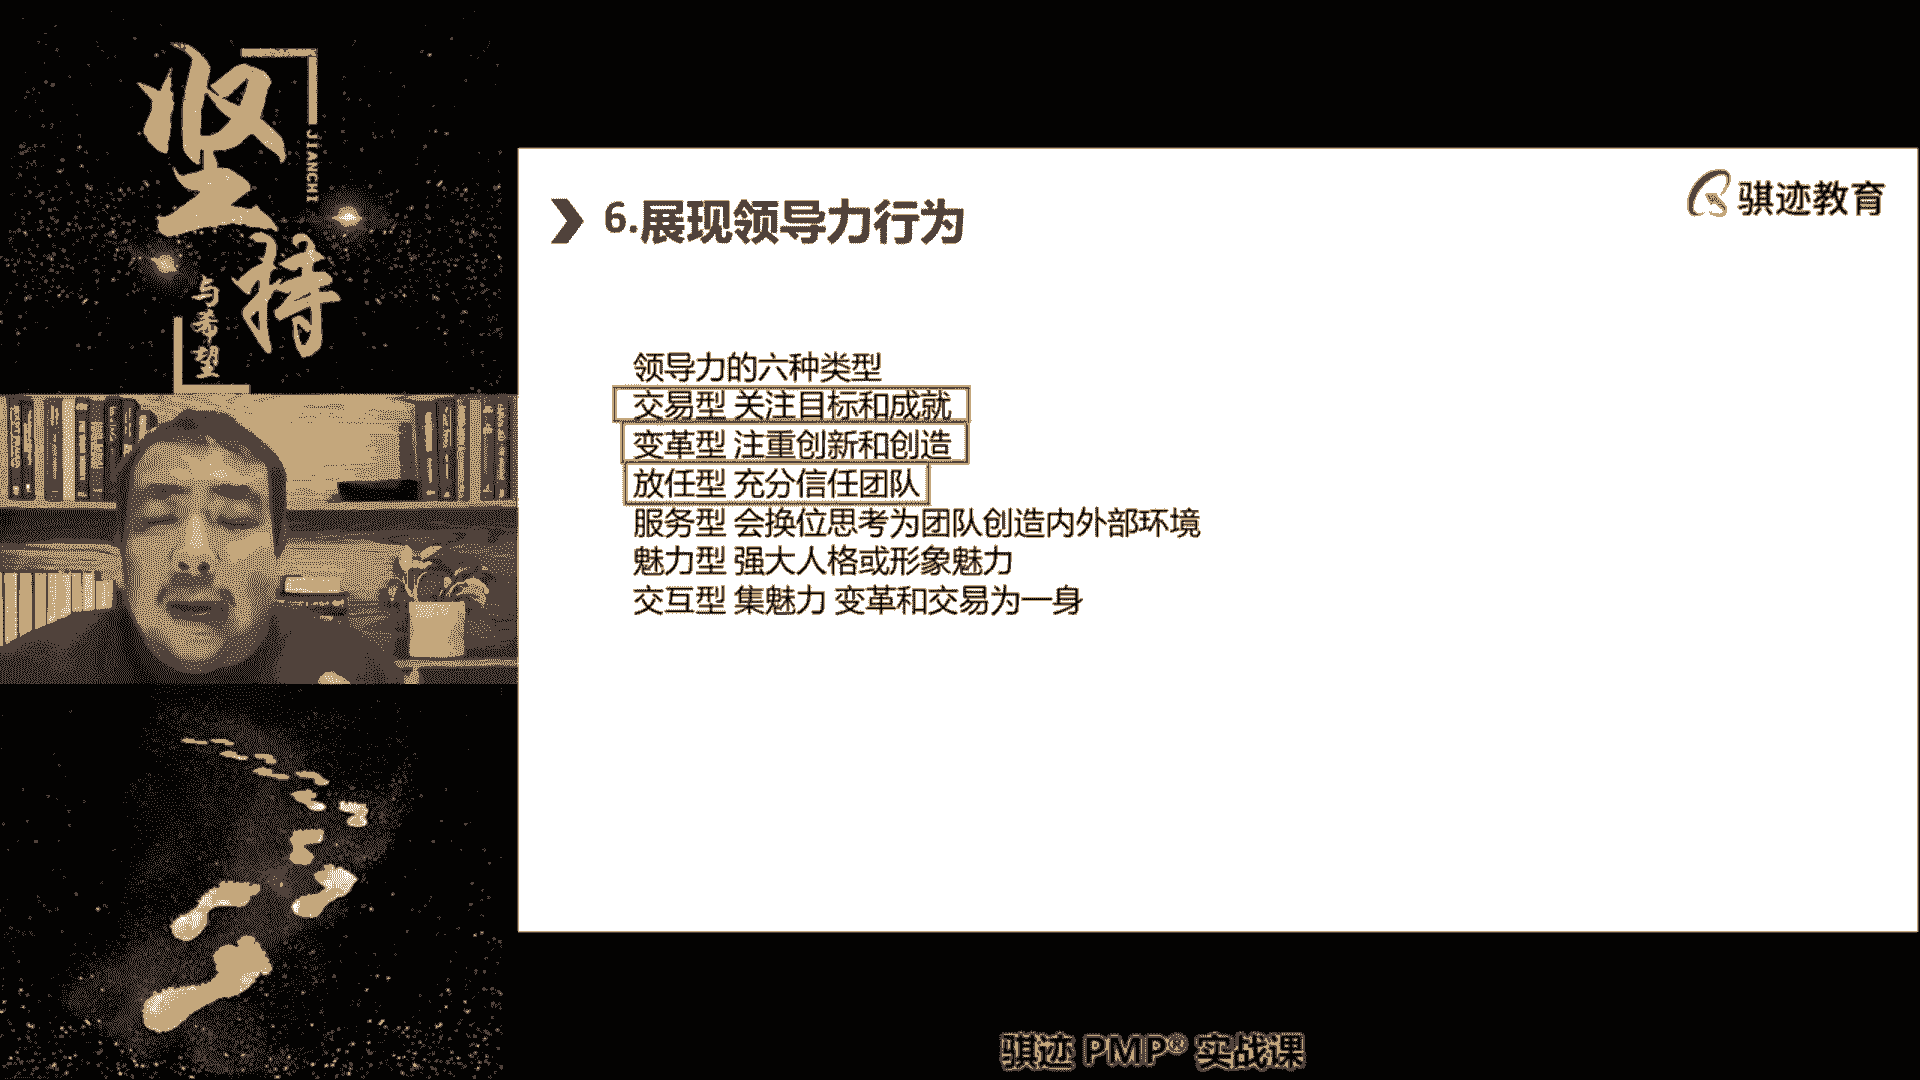 坚持
JIANCHI
与希望
骐迹教育
6.展现领导力行为
领导力的六种类型
交易型 关注目标和成就
变革型 注重创新和创造
放任型 充分信任团队
服务型 会换位思考为团队创造内外部环境
魅力型 强大人格或形象魅力
交互型 集魅力 变革和交易为一身
骐迹 PMP® 实战课